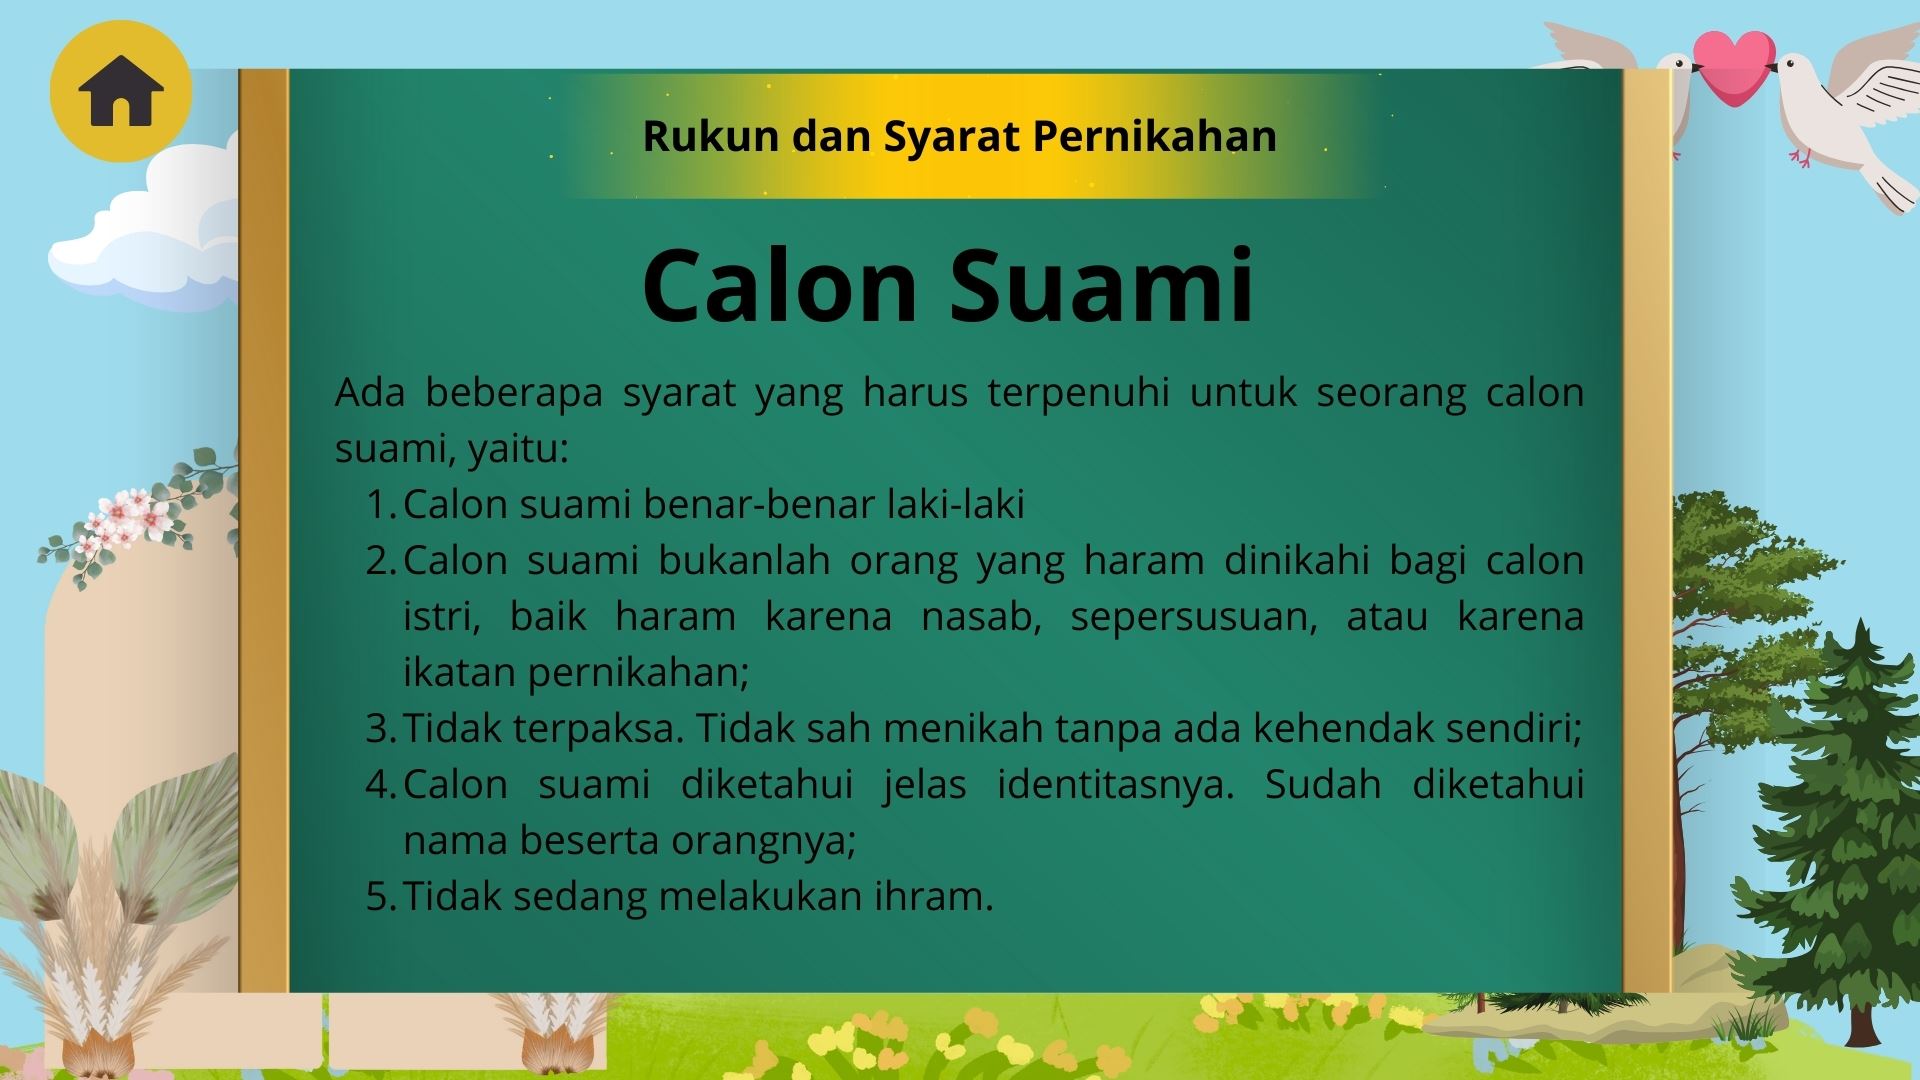 Rukun dan Syarat Pernikahan
Calon Suami
Ada beberapa syarat yang harus terpenuhi untuk seorang calon
suami, yaitu:
1. Calon suami benar-benar laki-laki
2. Calon suami bukanlah orang yang haram dinikahi bagi calon
istri, baik haram karena nasab, sepersusuan, atau karena
ikatan pernikahan;
3. Tidak terpaksa. Tidak sah menikah tanpa ada kehendak sendiri;
4. Calon suami diketahui jelas identitasnya. Sudah diketahui
nama beserta orangnya;
5. Tidak sedang melakukan ihram.